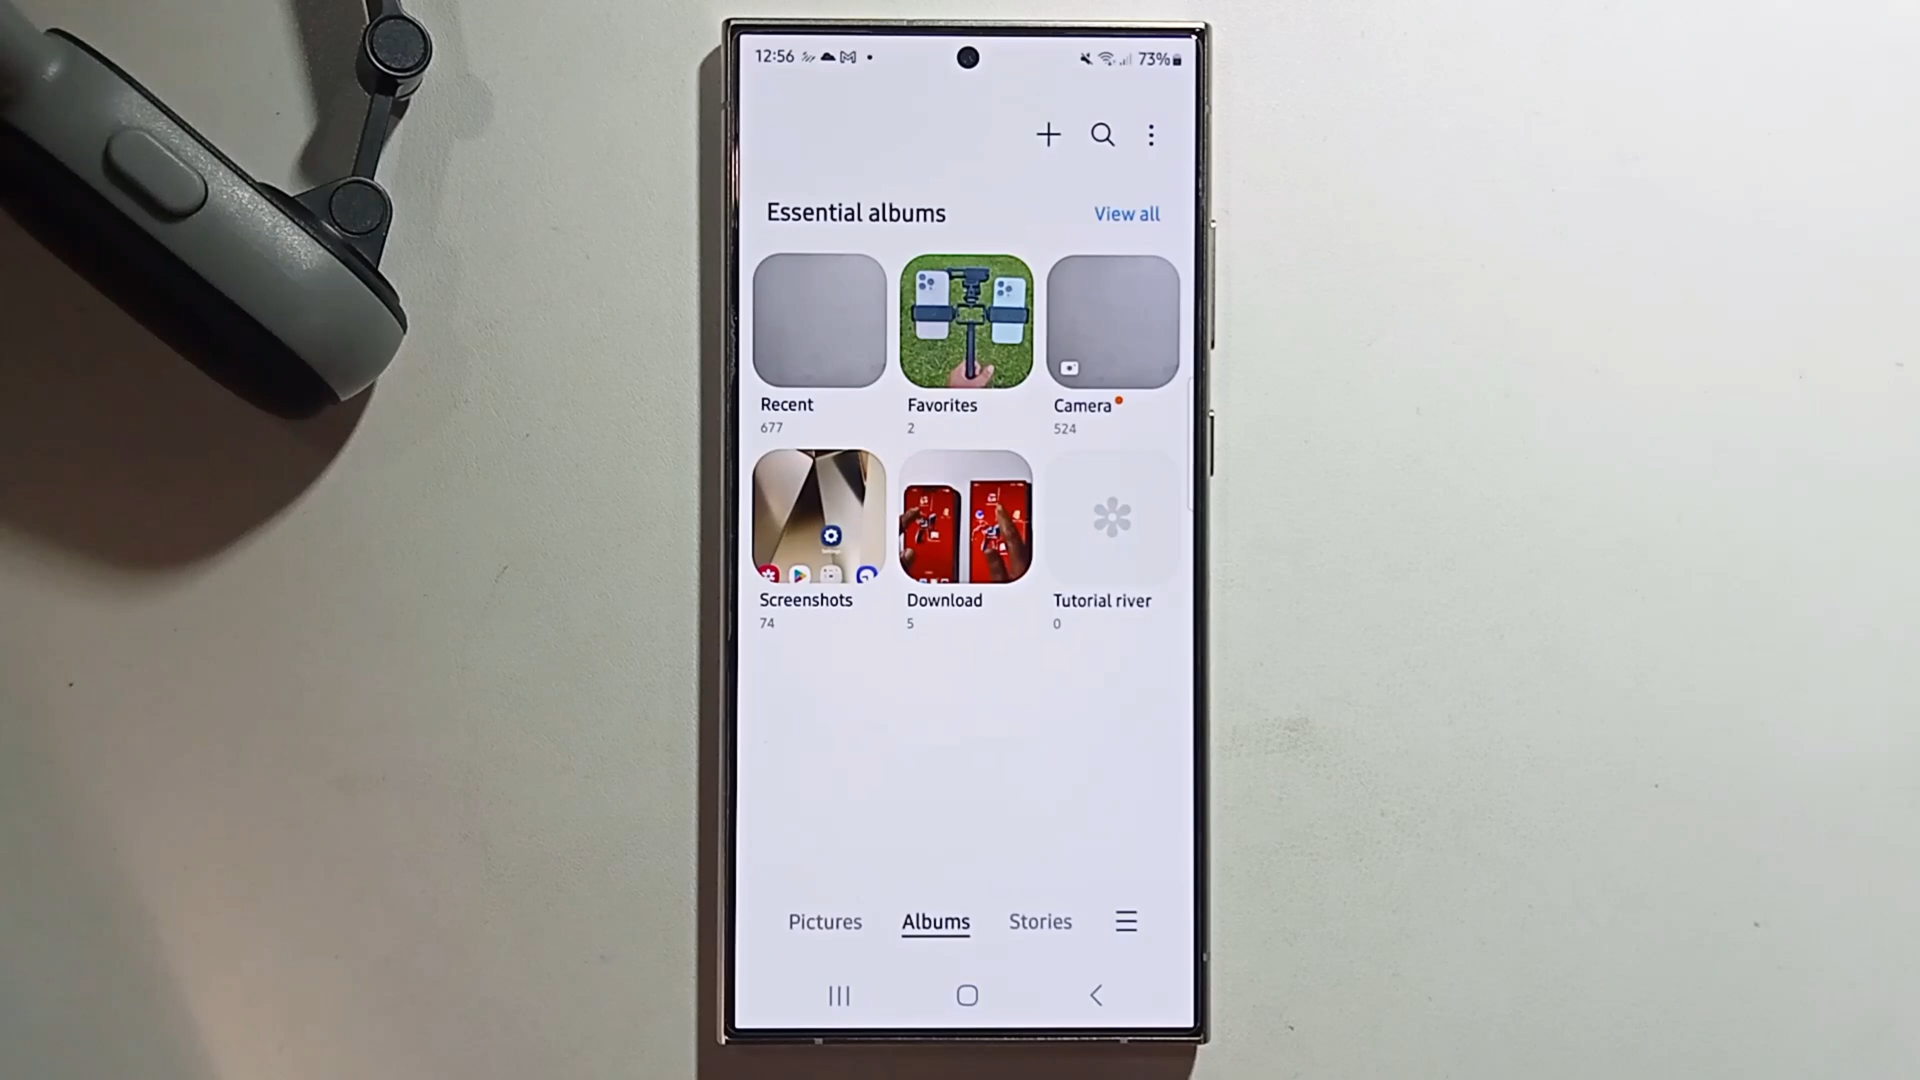 12:56
73%
Essential albums
View all
Recent
677
Favorites
2
Camera
524
Screenshots
74
Download
5
Tutorial river
0
Pictures
Albums
Stories